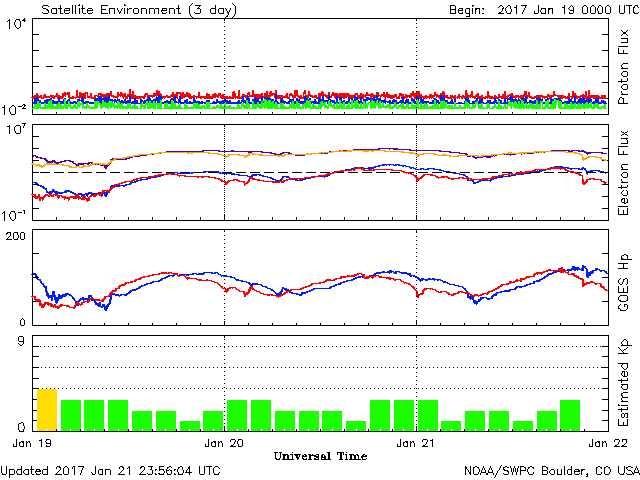 Satellite Environment (3 day) Begin: 2017 Jan 19 0000 UTC
10^4
10^-2
Proton Flux
10^7
10^-1
Electron Flux
200
0
GOES Hp
9
0
Estimated Kp
Jan 19 Jan 20 Jan 21 Jan 22
Universal Time
Updated 2017 Jan 21 23:56:04 UTC NOAA/SWPC Boulder, CO USA